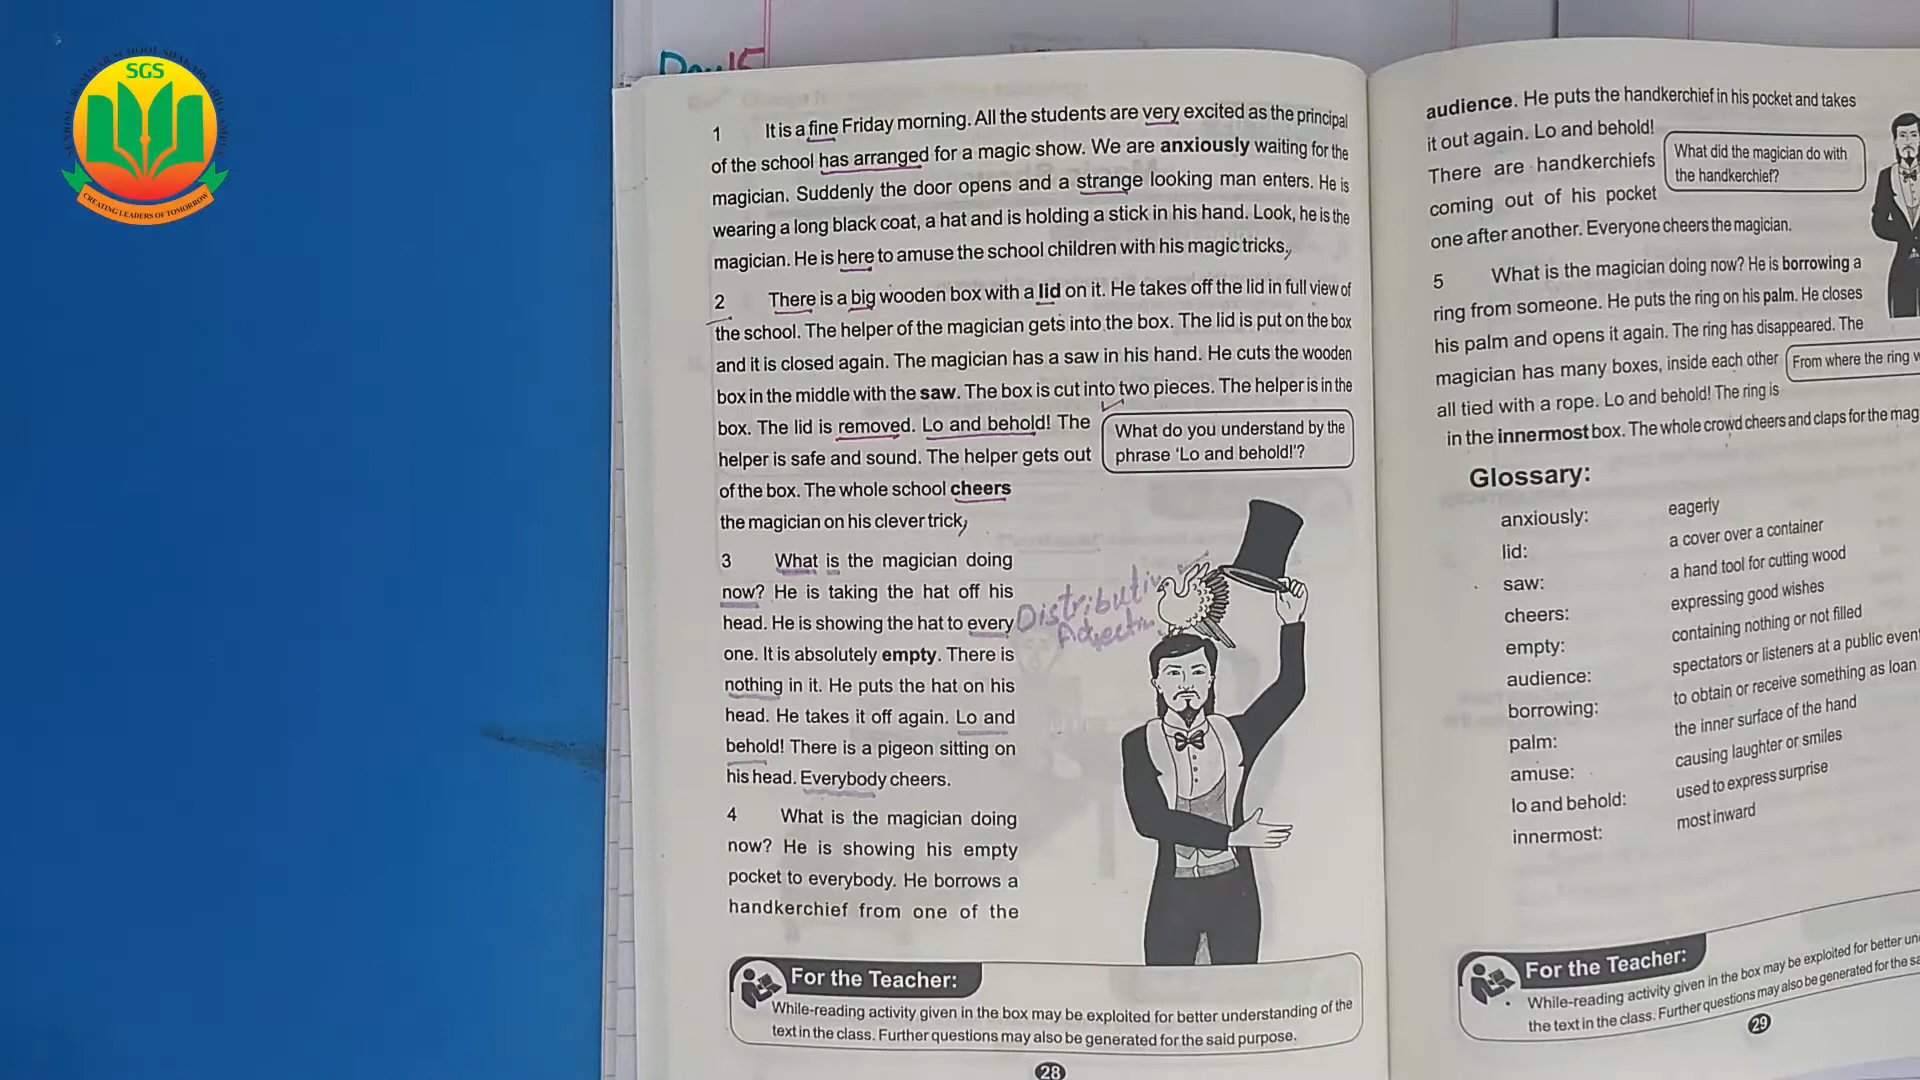 SGS
CREATING LEADERS OF TOMORROW
1 It is a fine Friday morning. All the students are very excited as the principal
of the school has arranged for a magic show. We are anxiously waiting for the
magician. Suddenly the door opens and a strange looking man enters. He is
wearing a long black coat, a hat and is holding a stick in his hand. Look, he is the
magician. He is here to amuse the school children with his magic tricks.
2 There is a big wooden box with a lid on it. He takes off the lid in full view of
the school. The helper of the magician gets into the box. The lid is put on the box
and it is closed again. The magician has a saw in his hand. He cuts the wooden
box in the middle with the saw. The box is cut into two pieces. The helper is in the
box. The lid is removed. Lo and behold! The
helper is safe and sound. The helper gets out
of the box. The whole school cheers
the magician on his clever trick,
What do you understand by the
phrase 'Lo and behold!'?
3 What is the magician doing
now? He is taking the hat off his
head. He is showing the hat to every
one. It is absolutely empty. There is
nothing in it. He puts the hat on his
head. He takes it off again. Lo and
behold! There is a pigeon sitting on
his head. Everybody cheers.
Distributiv
4 What is the magician doing
now? He is showing his empty
pocket to everybody. He borrows a
handkerchief from one of the
For the Teacher:
While-reading activity given in the box may be exploited for better understanding of the
text in the class. Further questions may also be generated for the said purpose.
28
audience. He puts the handkerchief in his pocket and takes
it out again. Lo and behold!
There are handkerchiefs
coming out of his pocket
one after another. Everyone cheers the magician.
What did the magician do with
the handkerchief?
5 What is the magician doing now? He is borrowing a
ring from someone. He puts the ring on his palm. He closes
his palm and opens it again. The ring has disappeared. The
magician has many boxes, inside each other
all tied with a rope. Lo and behold! The ring is
in the innermost box. The whole crowd cheers and claps for the mag
From where the ring w
Glossary:
anxiously: eagerly
lid: a cover over a container
saw: a hand tool for cutting wood
cheers: expressing good wishes
empty: containing nothing or not filled
audience: spectators or listeners at a public event
borrowing: to obtain or receive something as loan
palm: the inner surface of the hand
amuse: causing laughter or smiles
lo and behold: used to express surprise
innermost: most inward
For the Teacher:
• While-reading activity given in the box may be exploited for better un
the text in the class. Further questions may also be generated for the sa
29